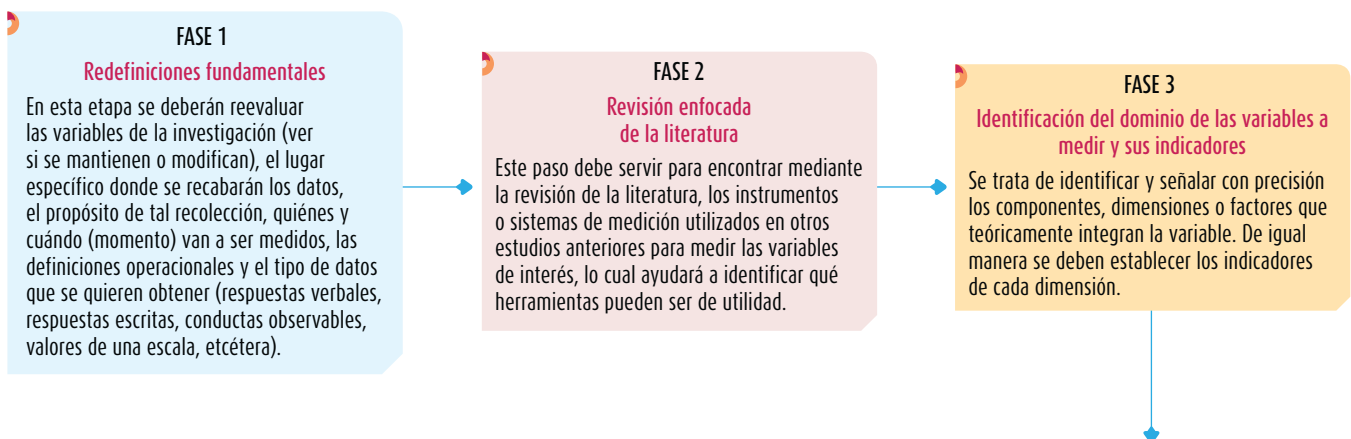 FASE 1
Redefiniciones fundamentales
En esta etapa se deberán reevaluar
las variables de la investigación (ver
si se mantienen o modifican), el lugar
específico donde se recabarán los datos,
el propósito de tal recolección, quiénes y
cuándo (momento) van a ser medidos, las
definiciones operacionales y el tipo de datos
que se quieren obtener (respuestas verbales,
respuestas escritas, conductas observables,
valores de una escala, etcétera).
FASE 2
Revisión enfocada
de la literatura
Este paso debe servir para encontrar mediante
la revisión de la literatura, los instrumentos
o sistemas de medición utilizados en otros
estudios anteriores para medir las variables
de interés, lo cual ayudará a identificar qué
herramientas pueden ser de utilidad.
FASE 3
Identificación del dominio de las variables a
medir y sus indicadores
Se trata de identificar y señalar con precisión
los componentes, dimensiones o factores que
teóricamente integran la variable. De igual
manera se deben establecer los indicadores
de cada dimensión.